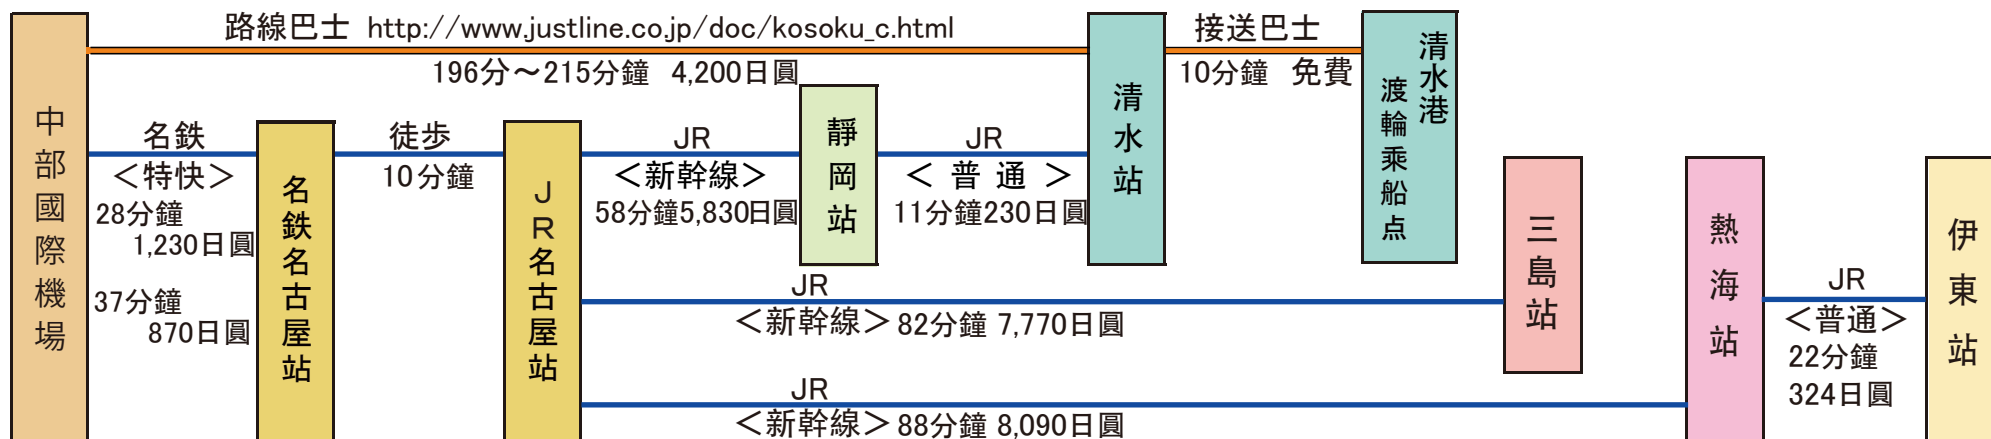 路線巴士 http://www.justline.co.jp/doc/kosoku_c.html
196分～215分鐘 4,200日圓
接送巴士
10分鐘 免費
中部國際機場
名鉄
＜特快＞
28分鐘
1,230日圓
37分鐘
870日圓
名鉄名古屋站
徒歩
10分鐘
JR名古屋站
JR
＜新幹線＞
58分鐘5,830日圓
靜岡站
JR
＜普通＞
11分鐘230日圓
清水站
清水港
渡輪乘船点
JR
＜新幹線＞82分鐘 7,770日圓
三島站
JR
＜新幹線＞88分鐘 8,090日圓
熱海站
JR
＜普通＞
22分鐘
324日圓
伊東站